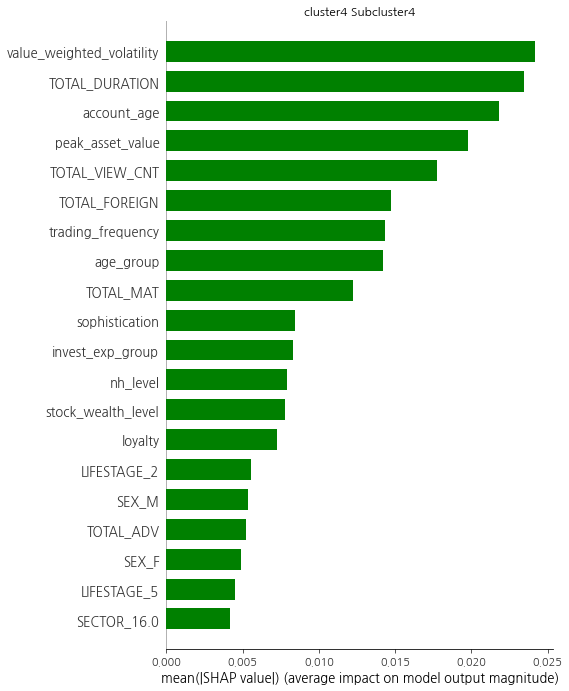 cluster4 Subcluster4
value_weighted_volatility
TOTAL_DURATION
account_age
peak_asset_value
TOTAL_VIEW_CNT
TOTAL_FOREIGN
trading_frequency
age_group
TOTAL_MAT
sophistication
invest_exp_group
nh_level
stock_wealth_level
loyalty
LIFESTAGE_2
SEX_M
TOTAL_ADV
SEX_F
LIFESTAGE_5
SECTOR_16.0
0.000 0.005 0.010 0.015 0.020 0.025
mean(|SHAP value|) (average impact on model output magnitude)